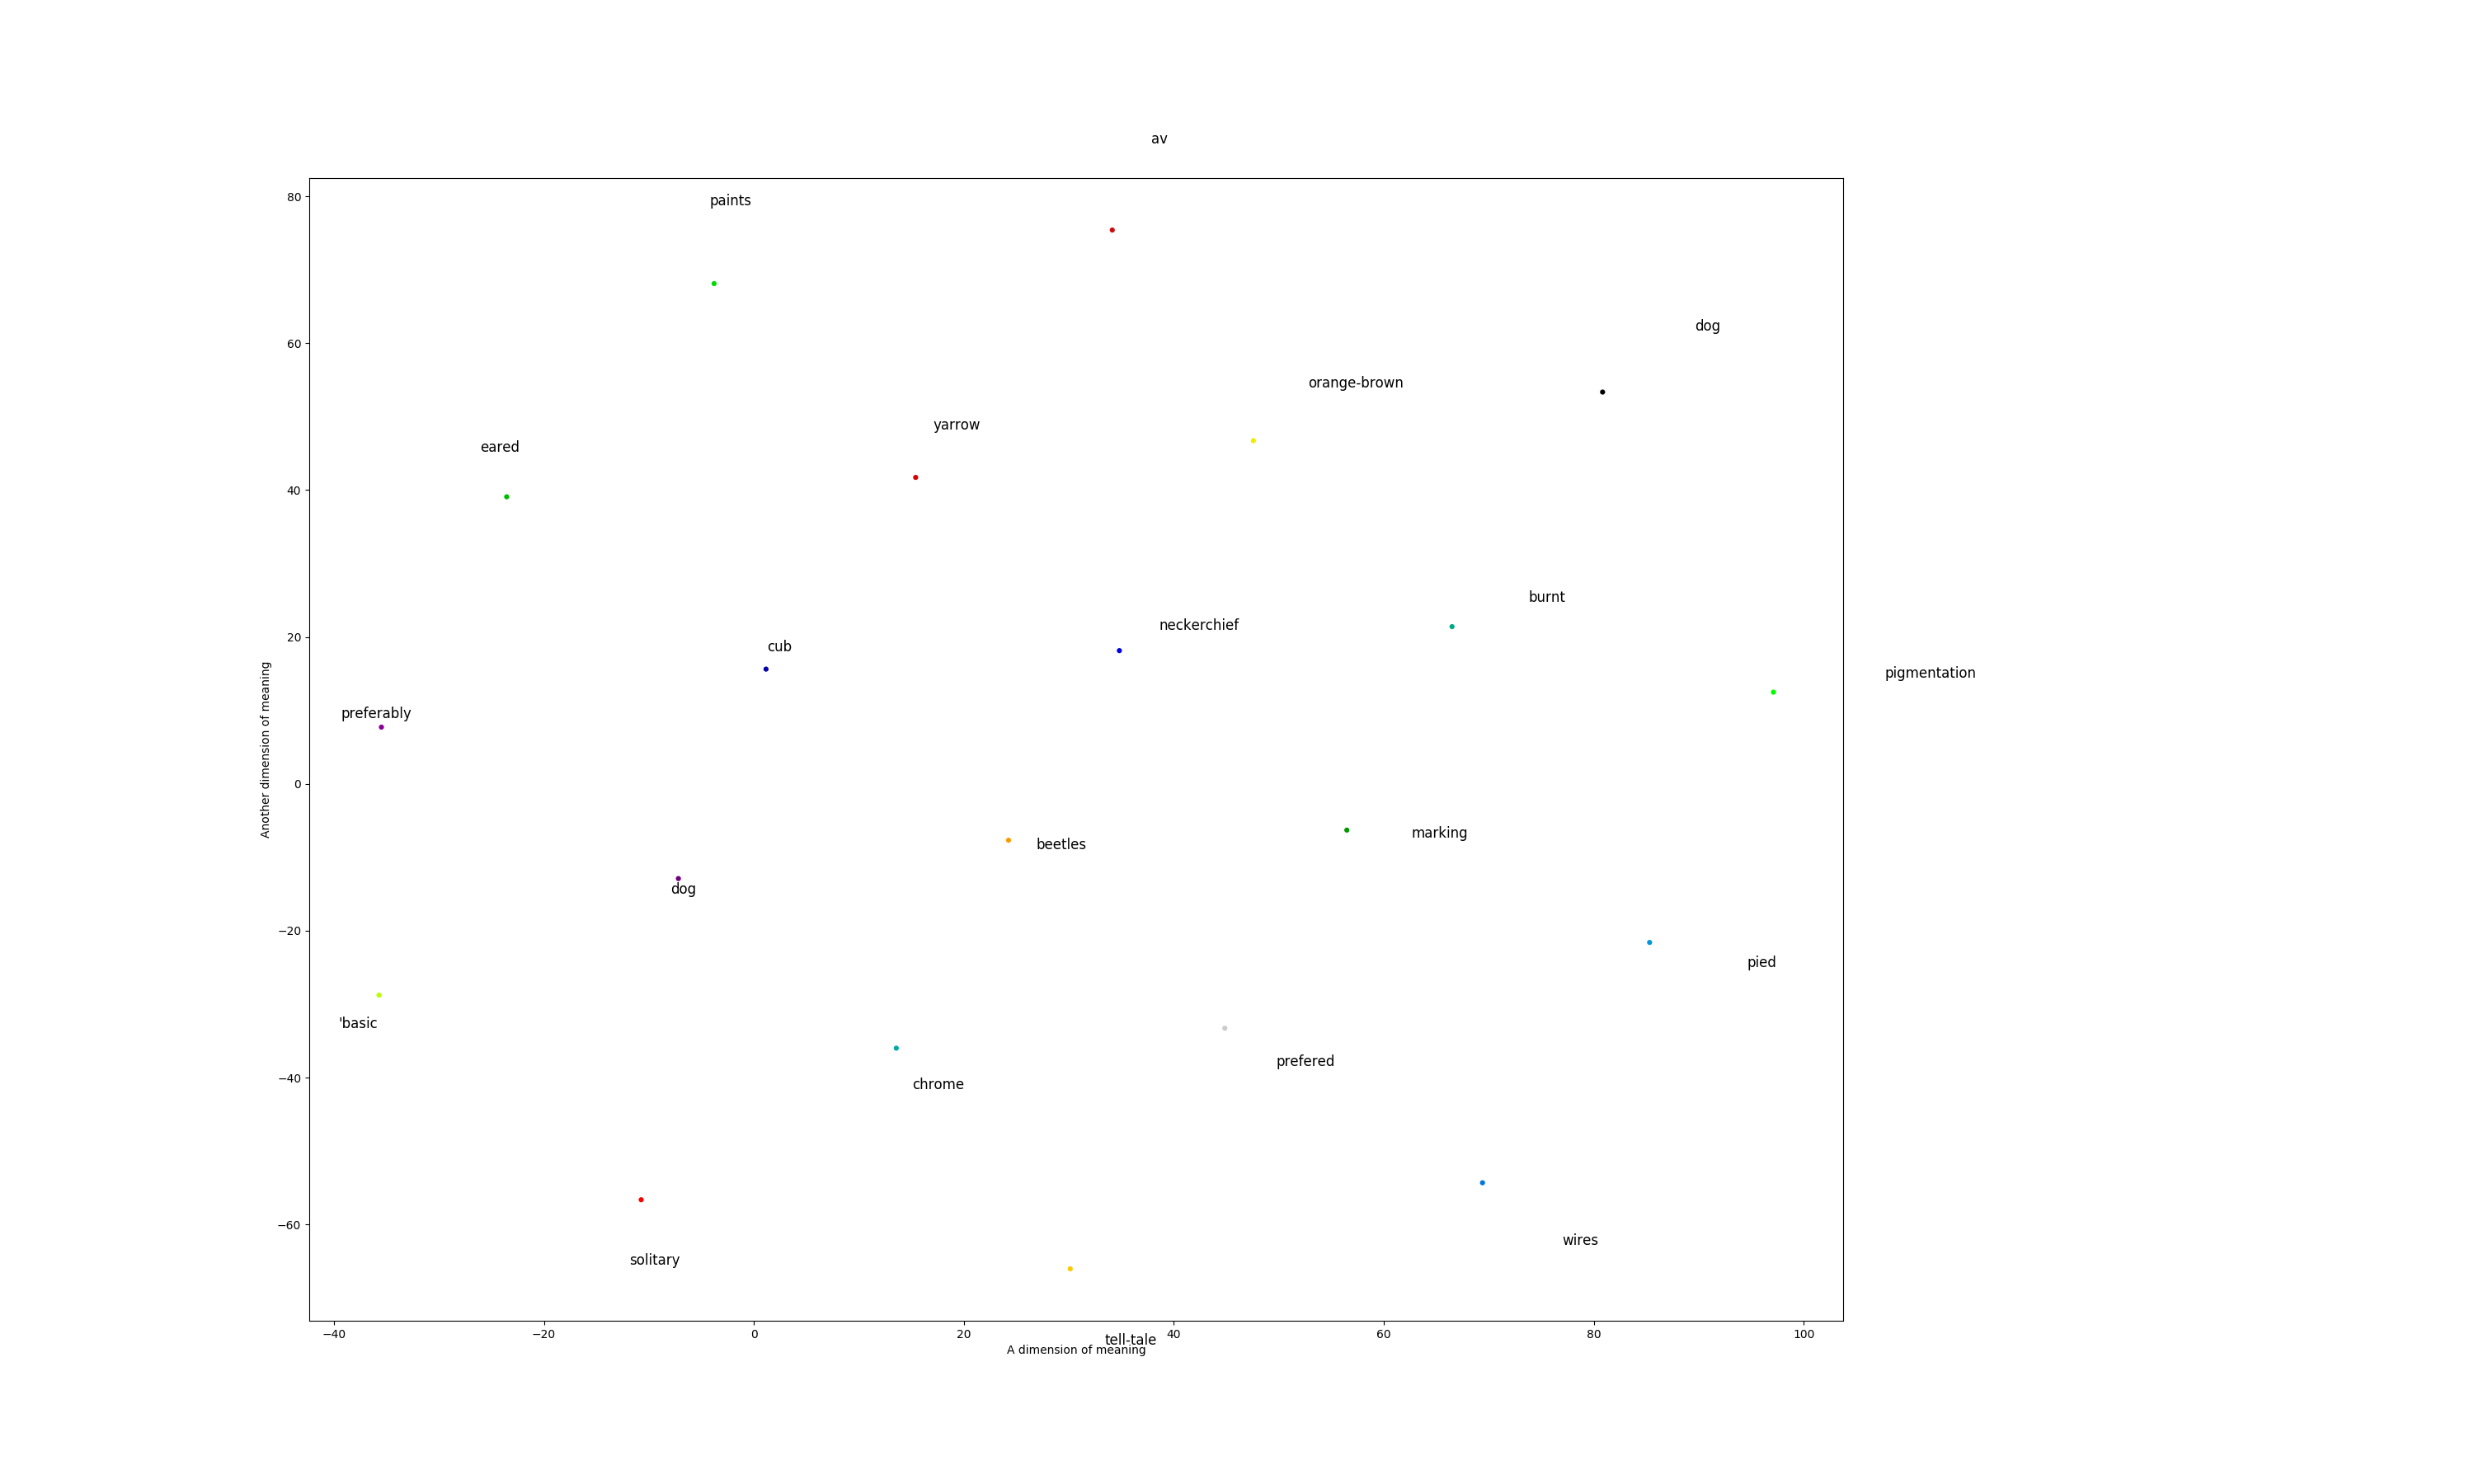 av
80
paints
dog
60
orange-brown
yarrow
eared
40
burnt
neckerchief
20
cub
pigmentation
preferably
Another dimension of meaning
0
marking
beetles
dog
−20
pied
'basic
prefered
−40
chrome
−60
wires
solitary
−40 −20 0 20 40 60 80 100
tell-tale
A dimension of meaning